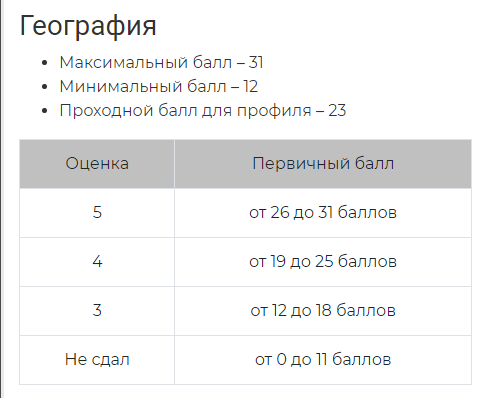 География
Максимальный балл – 31
Минимальный балл – 12
Проходной балл для профиля – 23
Оценка Первичный балл
5 от 26 до 31 баллов
4 от 19 до 25 баллов
3 от 12 до 18 баллов
Не сдал от 0 до 11 баллов